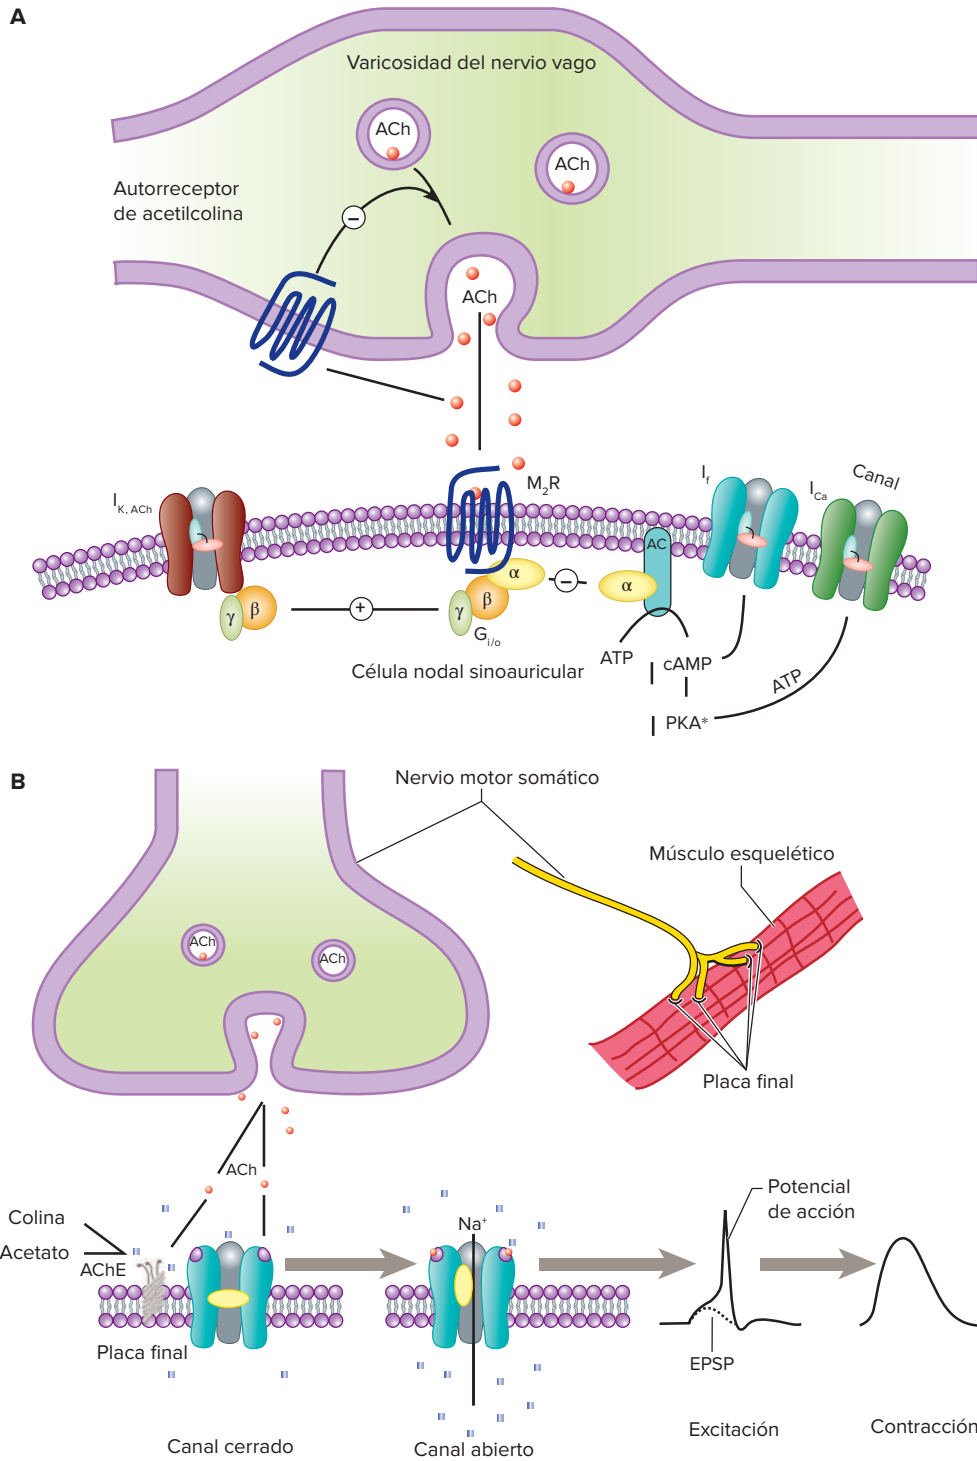 A
Varicosidad del nervio vago
ACh
ACh
Autorreceptor
de acetilcolina
−
ACh
I K, ACh
M2R
If
ICa
Canal
AC
α
−
α
γ
β
+
γ
β
Gi/o
ATP
cAMP
ATP
Célula nodal sinoauricular
PKA*
B
Nervio motor somático
Músculo esquelético
ACh
ACh
Placa final
ACh
Potencial
de acción
Colina
Na+
Acetato
AChE
Placa final
EPSP
Excitación
Contracción
Canal cerrado
Canal abierto